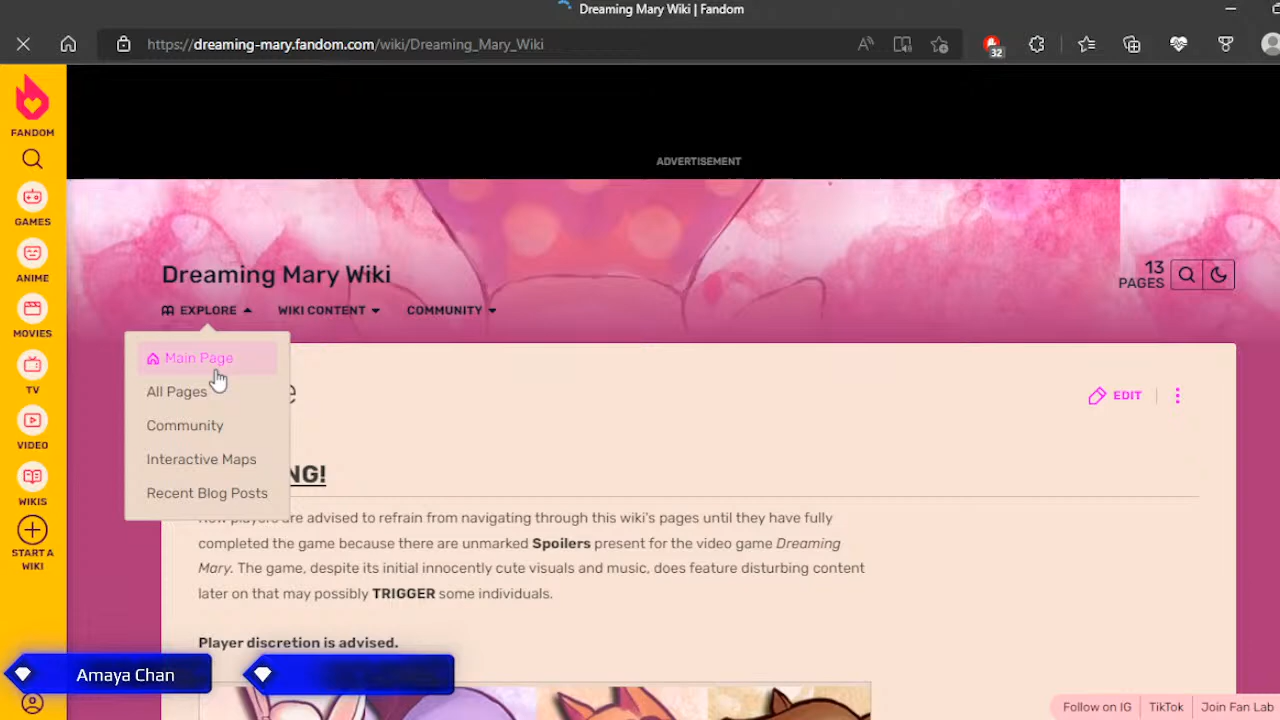 Dreaming Mary Wiki | Fandom
https://dreaming-mary.fandom.com/wiki/Dreaming_Mary_Wiki
32
FANDOM
GAMES
ANIME
MOVIES
TV
VIDEO
WIKIS
START A
WIKI
ADVERTISEMENT
Dreaming Mary Wiki
13
PAGES
EXPLORE
WIKI CONTENT
COMMUNITY
Main Page
All Pages
Community
Interactive Maps
Recent Blog Posts
EDIT
NG!
players are advised to refrain from navigating through this wiki's pages until they have fully
completed the game because there are unmarked Spoilers present for the video game Dreaming
Mary. The game, despite its initial innocently cute visuals and music, does feature disturbing content
later on that may possibly TRIGGER some individuals.
Player discretion is advised.
Amaya Chan
Follow on IG
TikTok
Join Fan Lab